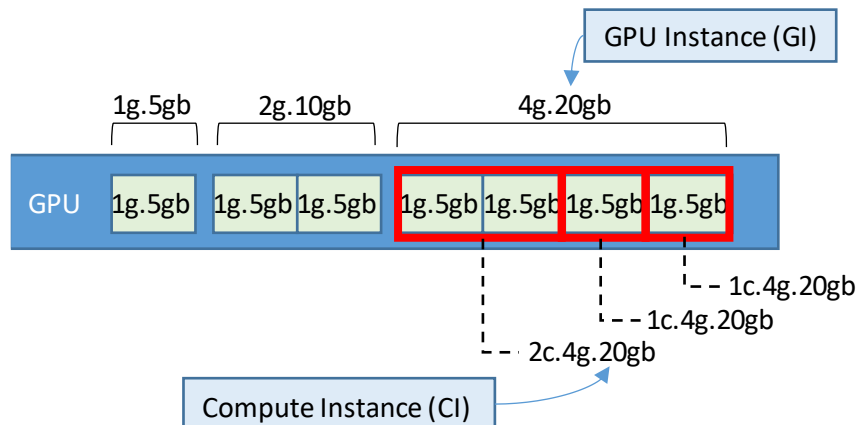 GPU Instance (GI)
1g.5gb 2g.10gb 4g.20gb
GPU 1g.5gb 1g.5gb 1g.5gb 1g.5gb 1g.5gb 1g.5gb 1g.5gb
1c.4g.20gb
1c.4g.20gb
2c.4g.20gb
Compute Instance (CI)